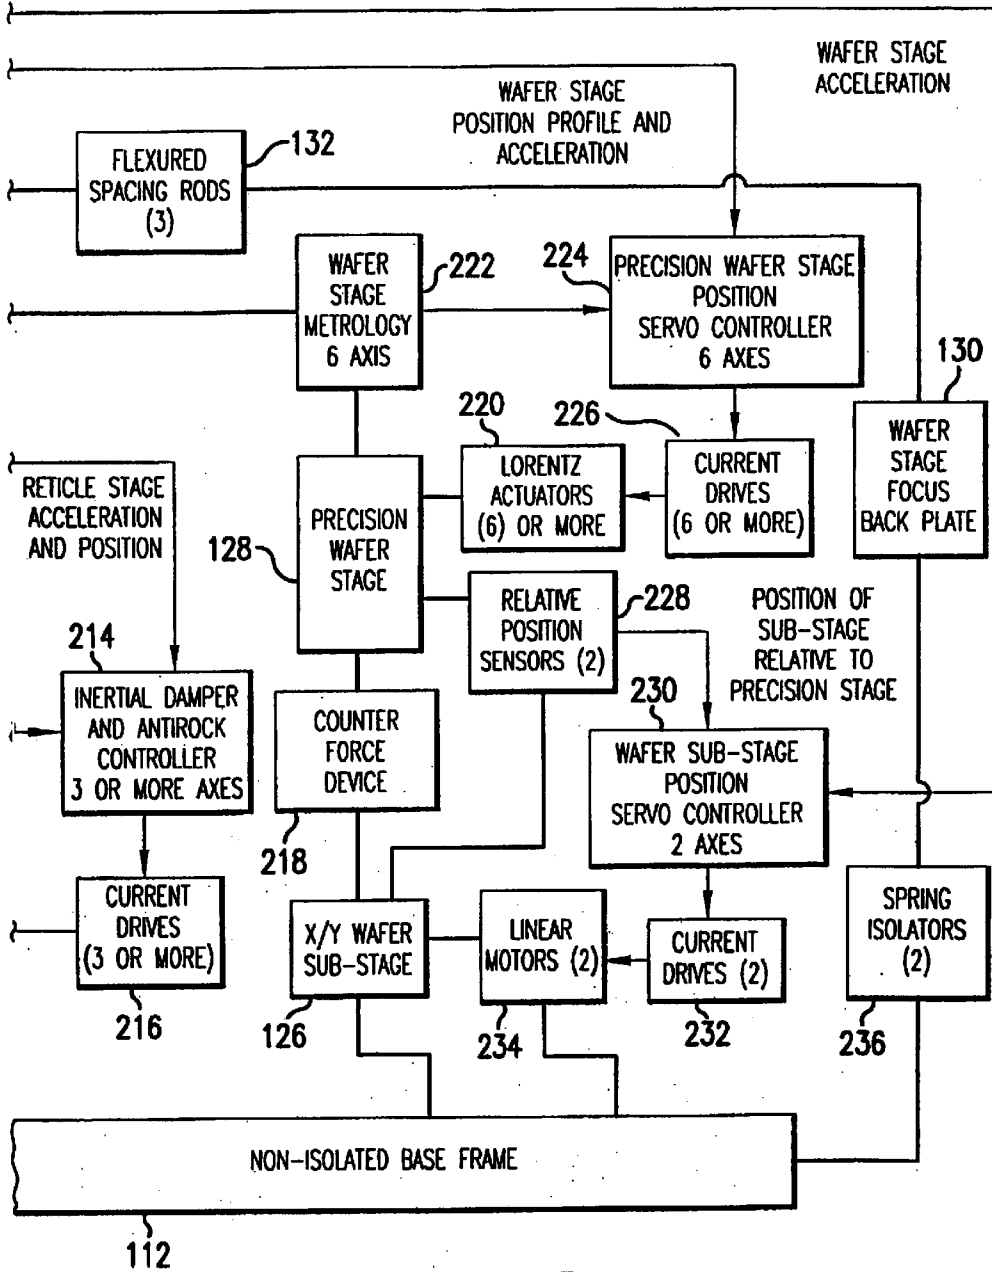 WAFER STAGE
ACCELERATION
WAFER STAGE
POSITION PROFILE AND
ACCELERATION
132
FLEXURED
SPACING RODS
(3)
WAFER
STAGE
METROLOGY
6 AXIS
222
224
PRECISION WAFER STAGE
POSITION
SERVO CONTROLLER
6 AXES
130
WAFER
STAGE
FOCUS
BACK PLATE
220
LORENTZ
ACTUATORS
(6) OR MORE
226
CURRENT
DRIVES
(6 OR MORE)
RETICLE STAGE
ACCELERATION
AND POSITION
128
PRECISION
WAFER
STAGE
RELATIVE
POSITION
SENSORS (2)
228
POSITION OF
SUB-STAGE
RELATIVE TO
PRECISION STAGE
214
INERTIAL DAMPER
AND ANTIROCK
CONTROLLER
3 OR MORE AXES
COUNTER
FORCE
DEVICE
218
230
WAFER SUB-STAGE
POSITION
SERVO CONTROLLER
2 AXES
CURRENT
DRIVES
(3 OR MORE)
216
X/Y WAFER
SUB-STAGE
126
LINEAR
MOTORS (2)
234
CURRENT
DRIVES (2)
232
SPRING
ISOLATORS
(2)
236
NON-ISOLATED BASE FRAME
112